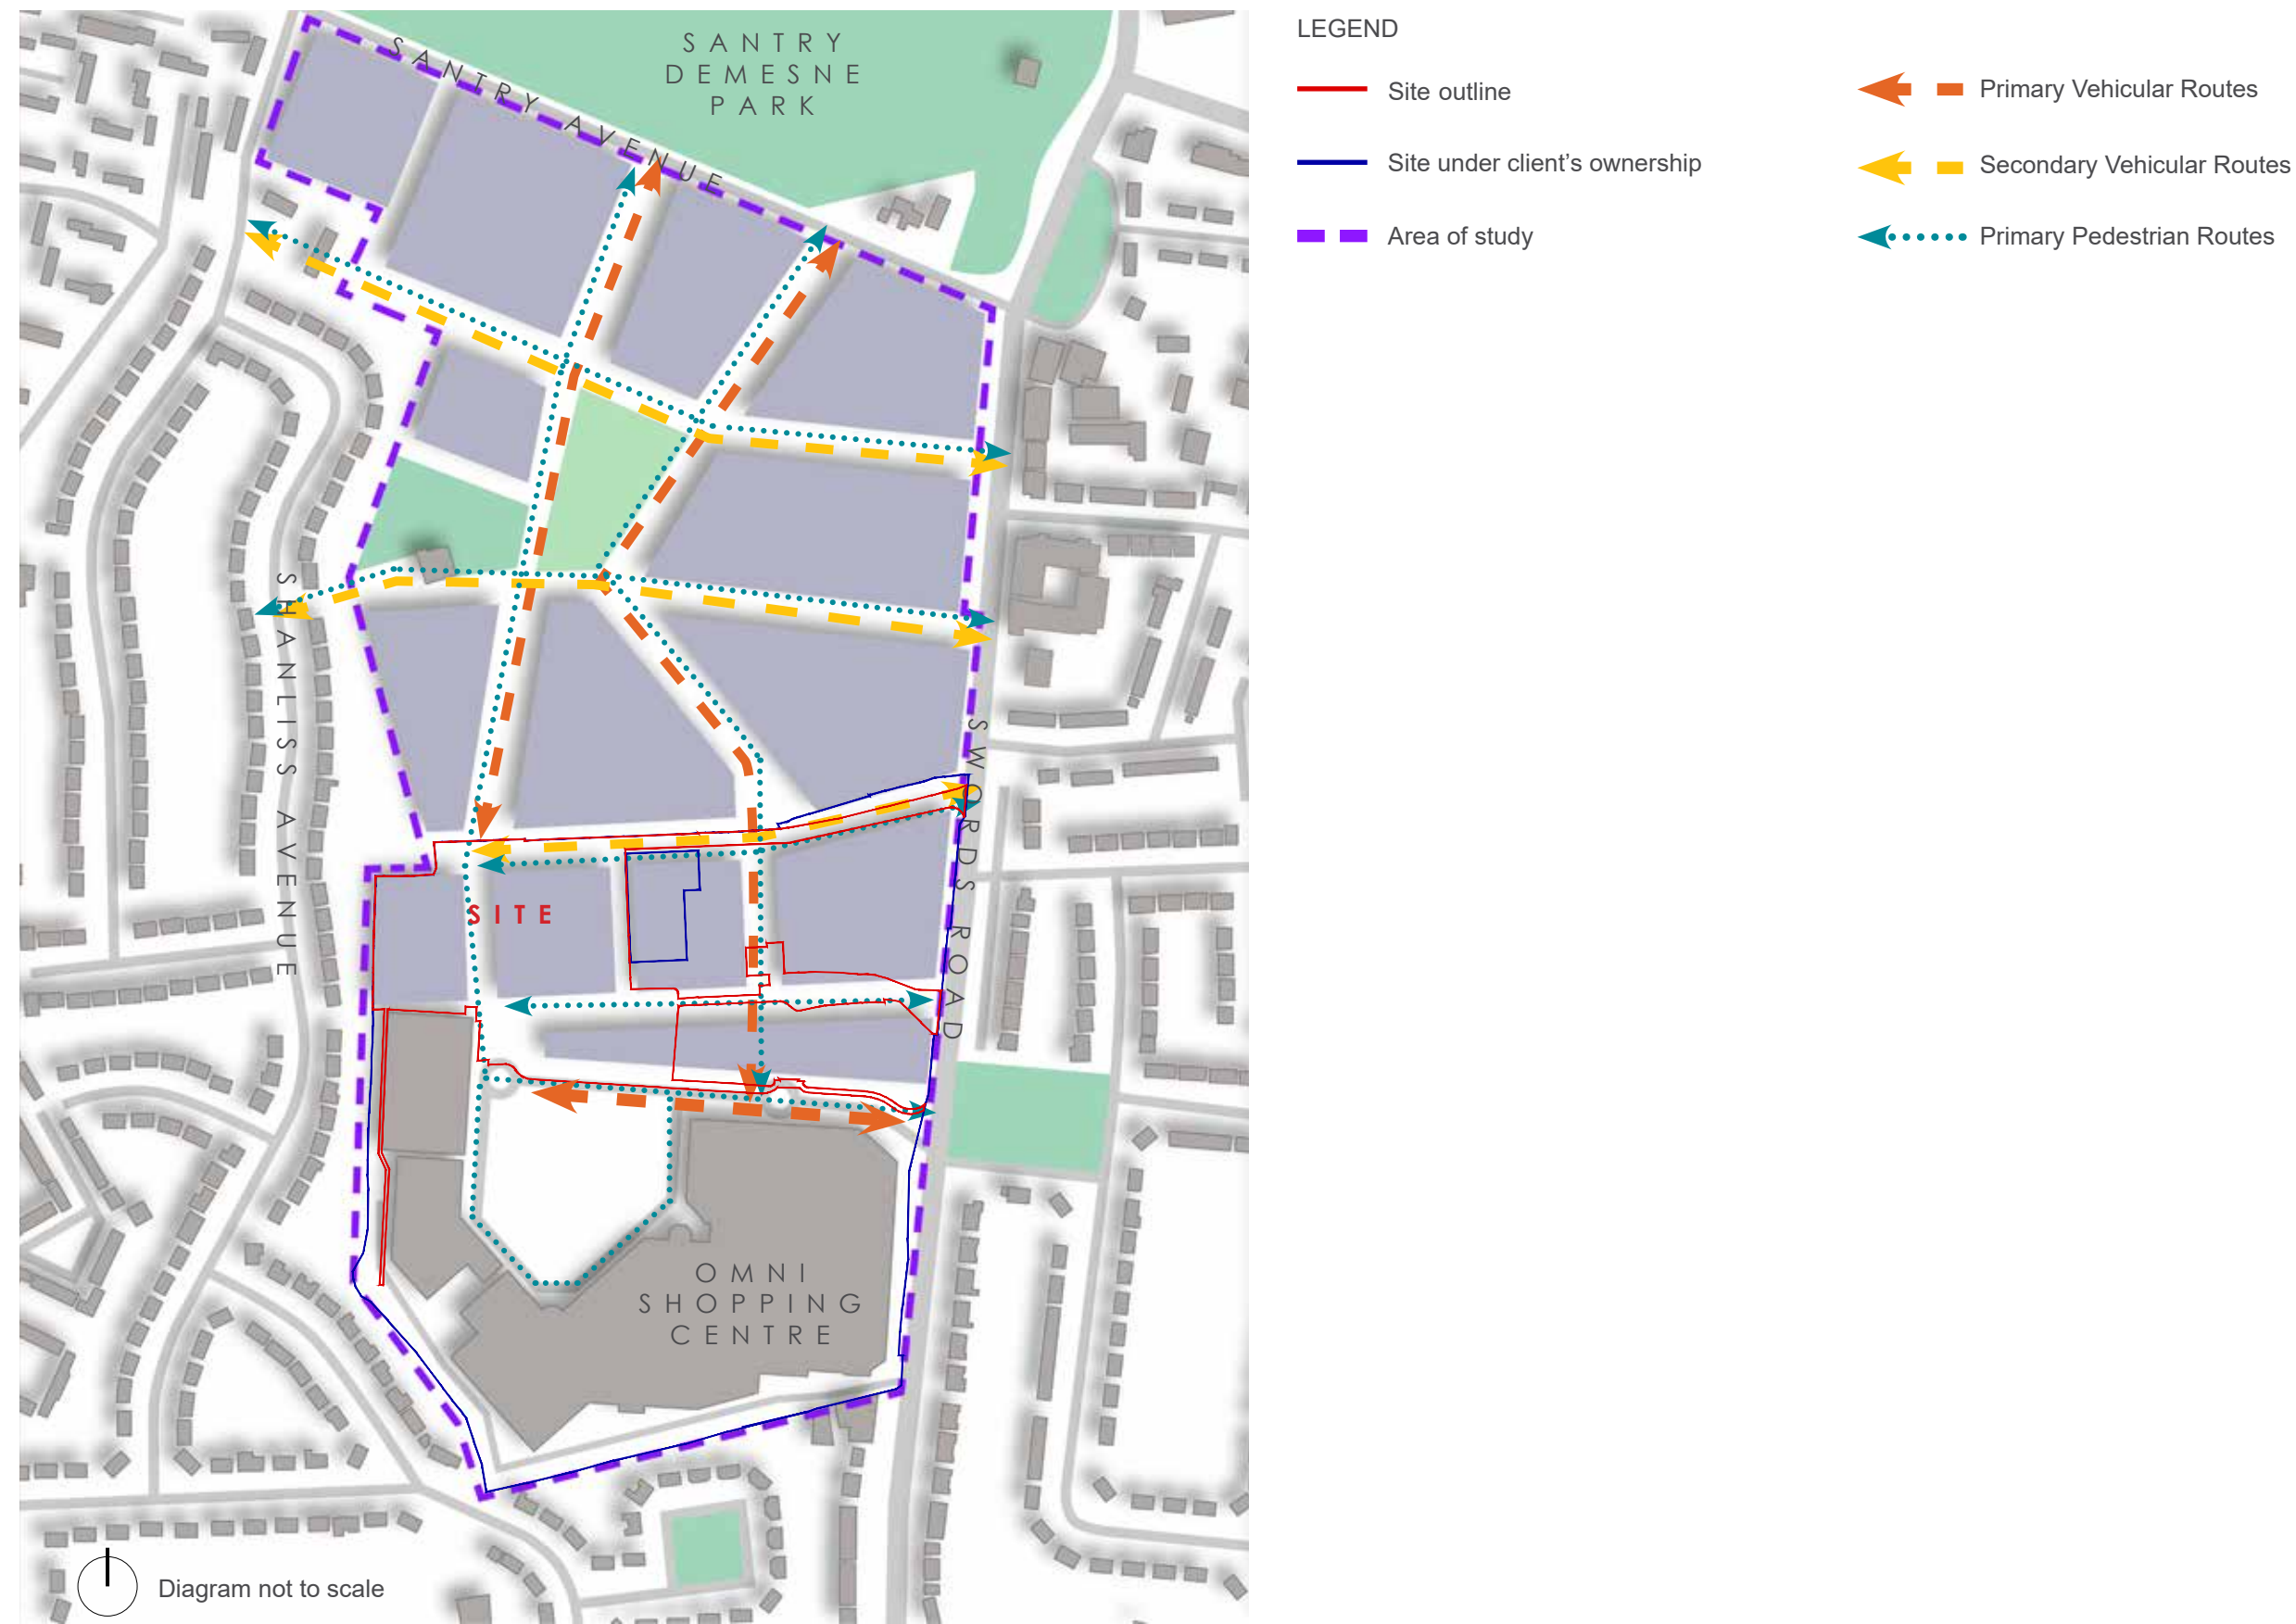 SANTRY
DEMESNE
PARK
SANTRY AVENUE
SHANLISS AVENUE
SWORDS ROAD
SITE
OMNI
SHOPPING
CENTRE
Diagram not to scale
LEGEND
Site outline
Site under client's ownership
Area of study
Primary Vehicular Routes
Secondary Vehicular Routes
Primary Pedestrian Routes